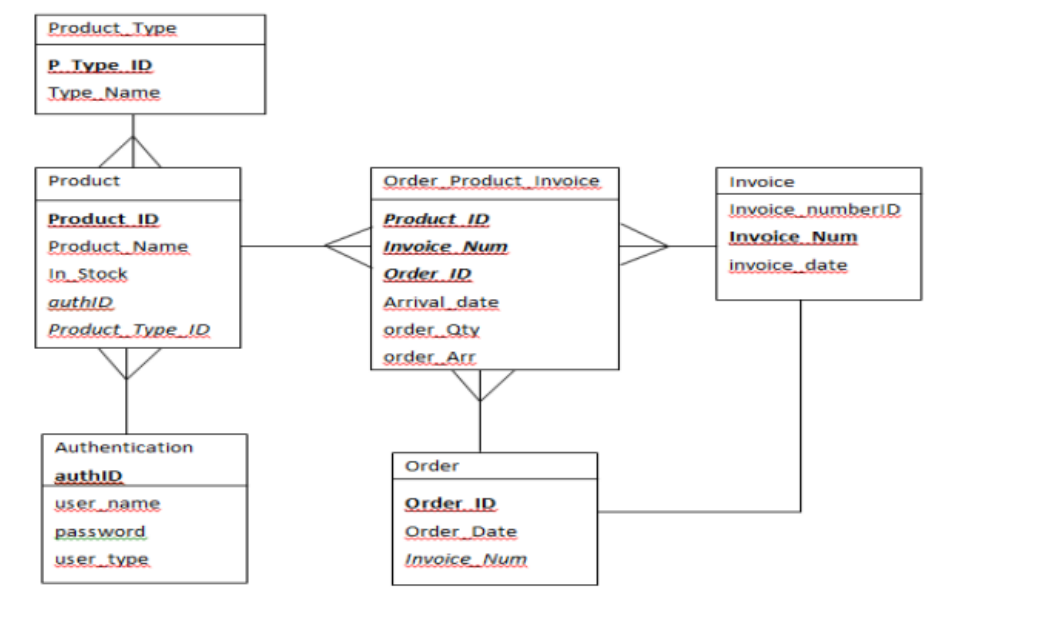 Product_Type
P_Type_ID
Type_Name
Product
Product_ID
Product_Name
In_Stock
authID
Product_Type_ID
Order_Product_Invoice
Product_ID
Invoice_Num
Order_ID
Arrival_date
order_Qty
order_Arr
Invoice
Invoice_numberID
Invoice_Num
invoice_date
Authentication
authID
user_name
password
user_type
Order
Order_ID
Order_Date
Invoice_Num